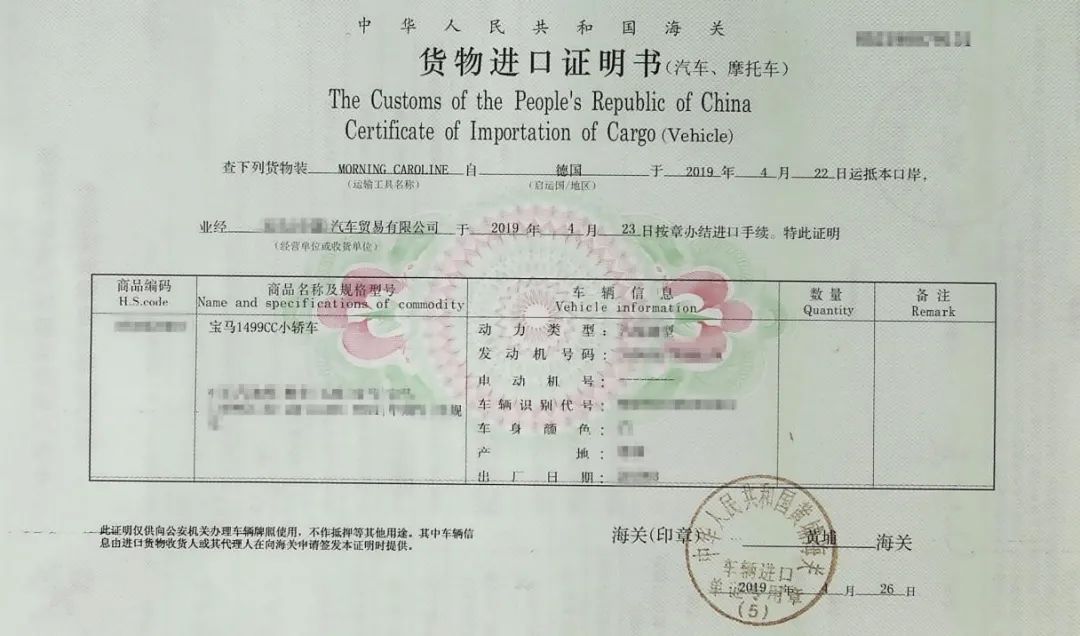 中华人民共和国海关
货物进口证明书(汽车、摩托车)
The Customs of the People's Republic of China
Certificate of Importation of Cargo (Vehicle)
查下列货物装 MORNING CAROLINE 自 德国 于 2019 年 4 月 22 日运抵本口岸，
(运输工具名称) (启运国/地区)
业经 汽车贸易有限公司 于 2019 年 4 月 23 日按章办结进口手续。特此证明
(经营单位或收货单位)
商品编码 商品名称及规格型号 车辆信息 数量 备注
H.S.code Name and specifications of commodity Vehicle information Quantity Remark
宝马1499CC小轿车 动力类型: 型
发动机号码:
电动机号: --------
车辆识别代号:
规
车身颜色:
产地:
出厂日期:
此证明仅供向公安机关办理车辆牌照使用，不作抵押等其他用途。其中车辆信
息由进口货物收货人或其代理人在向海关申请签发本证明时提供。
海关(印章) 黄埔 海关
2019 年 4 月 26 日
中华人民共和国黄埔海关
车辆进口
单证专用章
(5)